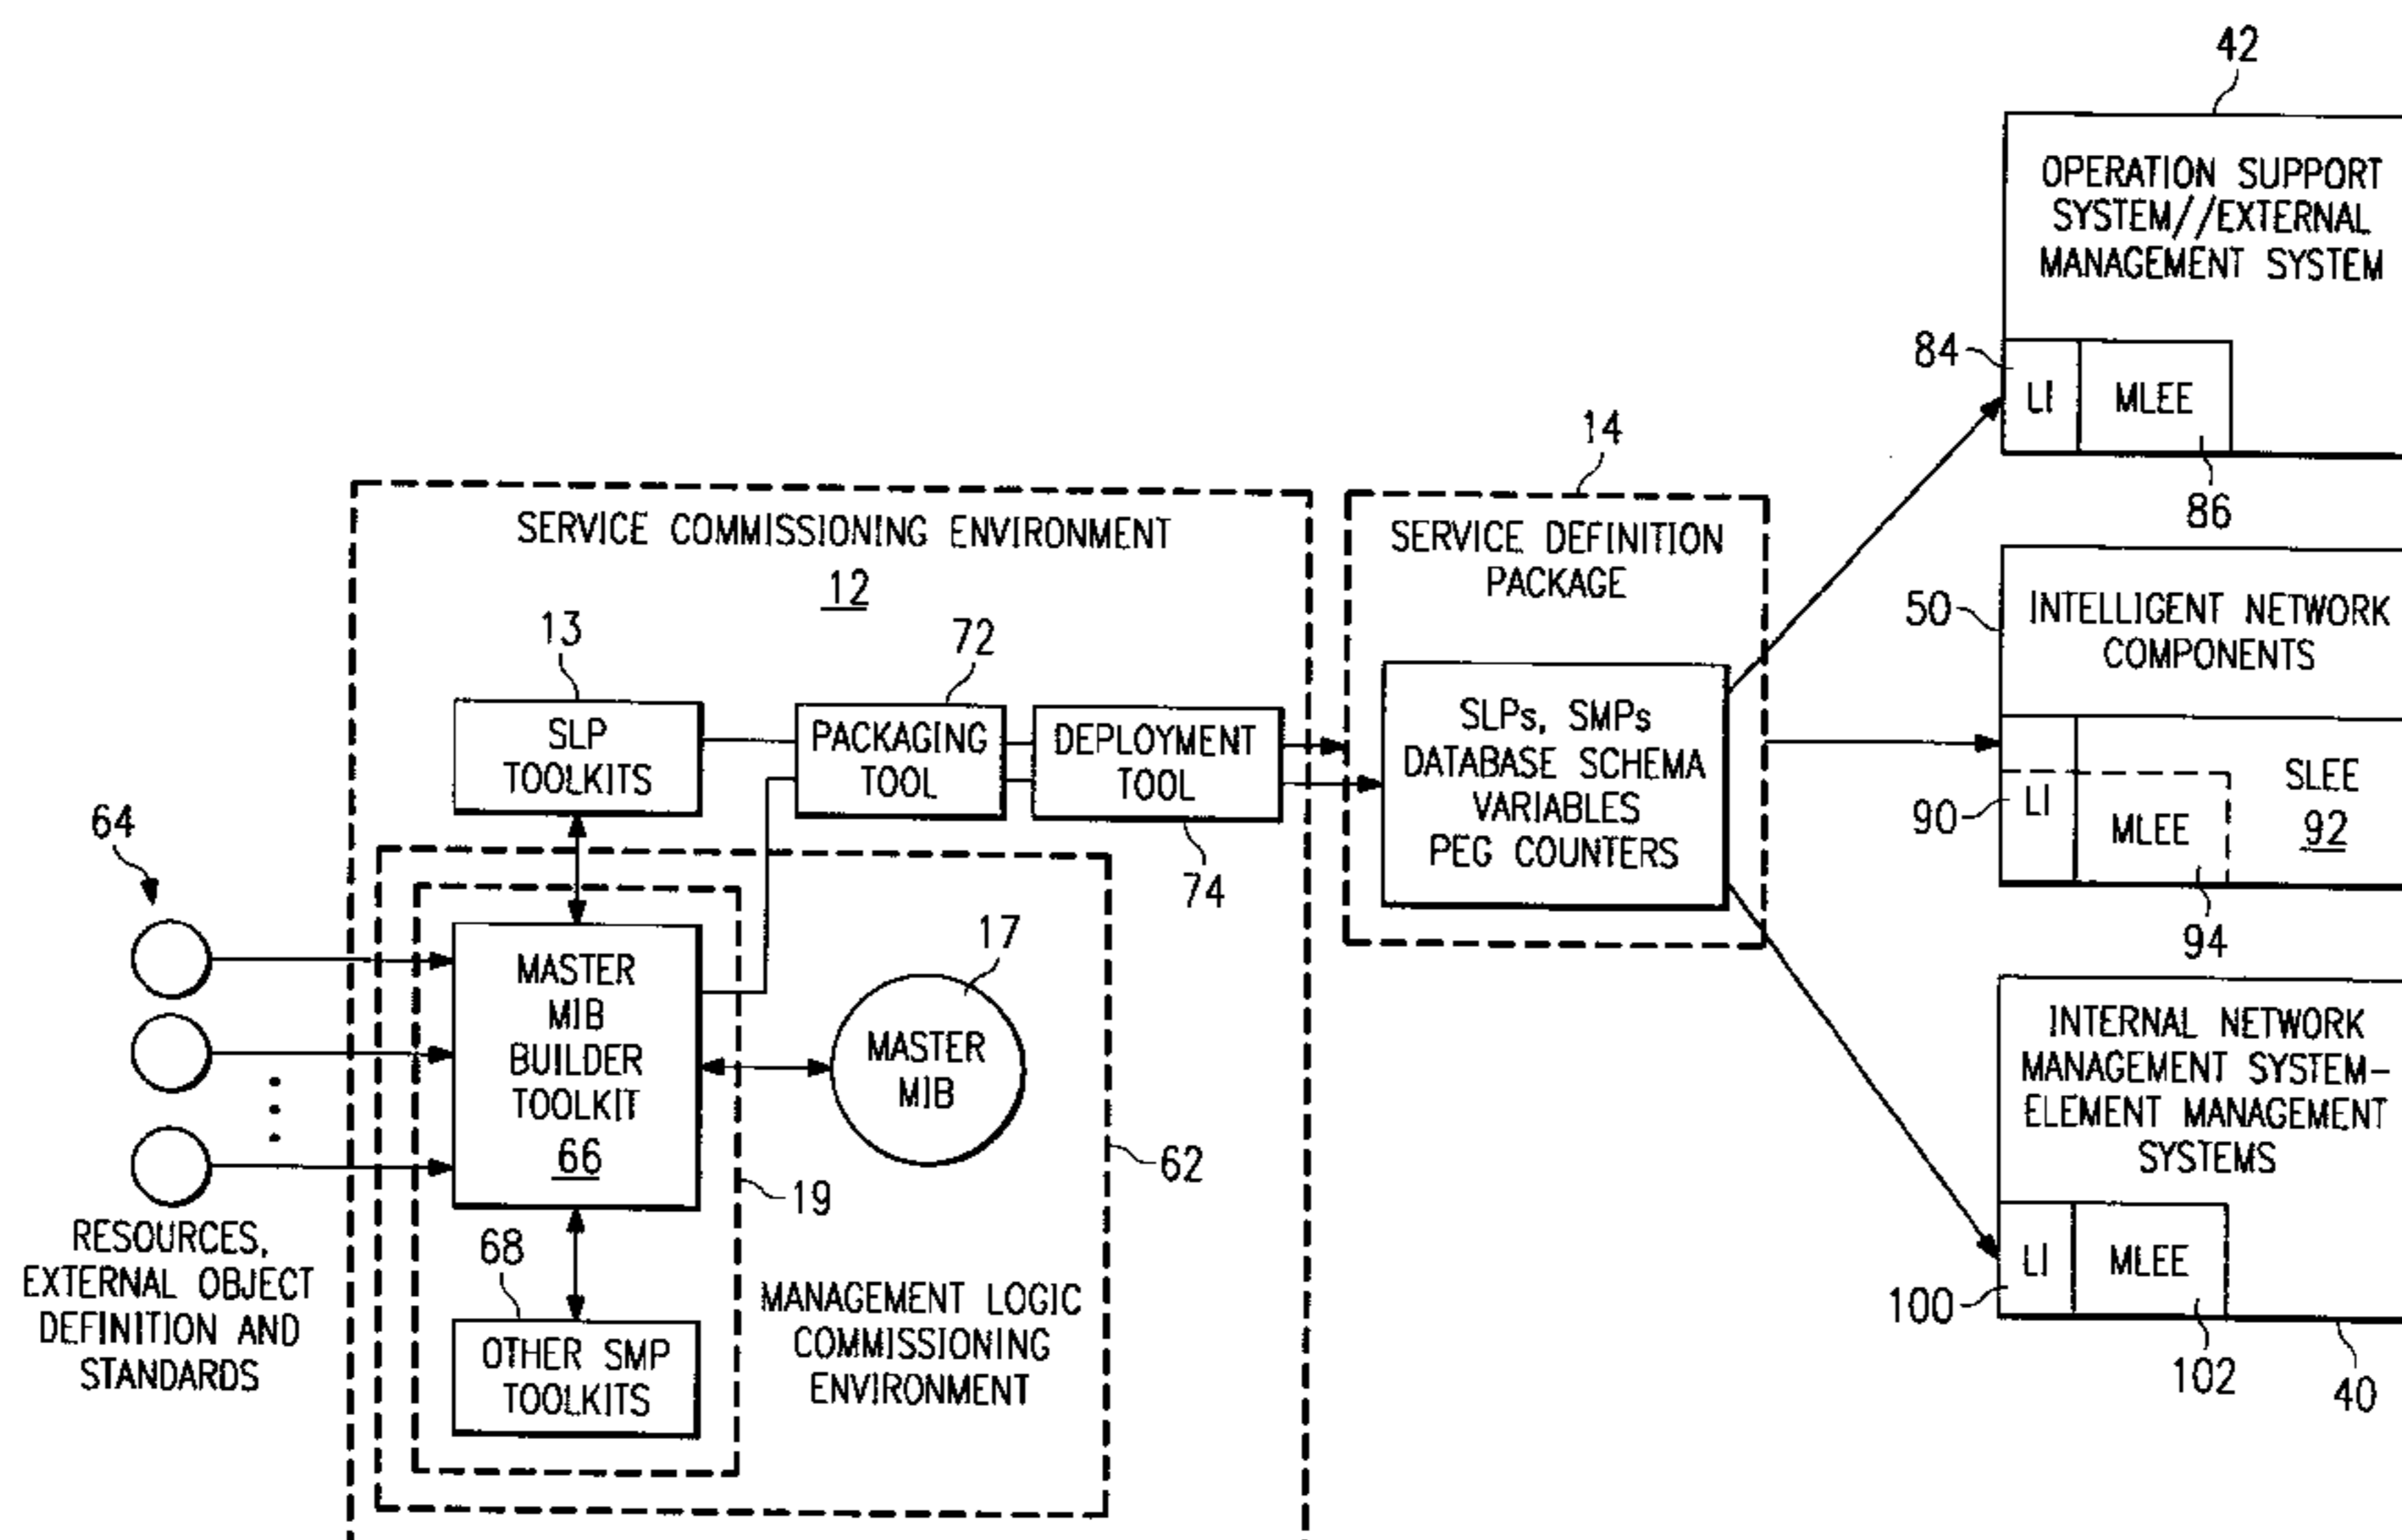 42
OPERATION SUPPORT
SYSTEM//EXTERNAL
MANAGEMENT SYSTEM
84
LI
MLEE
86
14
SERVICE DEFINITION
PACKAGE
SLPs, SMPs
DATABASE SCHEMA
VARIABLES
PEG COUNTERS
SERVICE COMMISSIONING ENVIRONMENT
12
13
SLP
TOOLKITS
72
PACKAGING
TOOL
DEPLOYMENT
TOOL
74
50
INTELLIGENT NETWORK
COMPONENTS
90
LI
MLEE
SLEE
92
94
64
RESOURCES,
EXTERNAL OBJECT
DEFINITION AND
STANDARDS
MASTER
MIB
BUILDER
TOOLKIT
66
17
MASTER
MIB
62
19
68
OTHER SMP
TOOLKITS
MANAGEMENT LOGIC
COMMISSIONING
ENVIRONMENT
INTERNAL NETWORK
MANAGEMENT SYSTEM-
ELEMENT MANAGEMENT
SYSTEMS
LI
MLEE
100
102
40